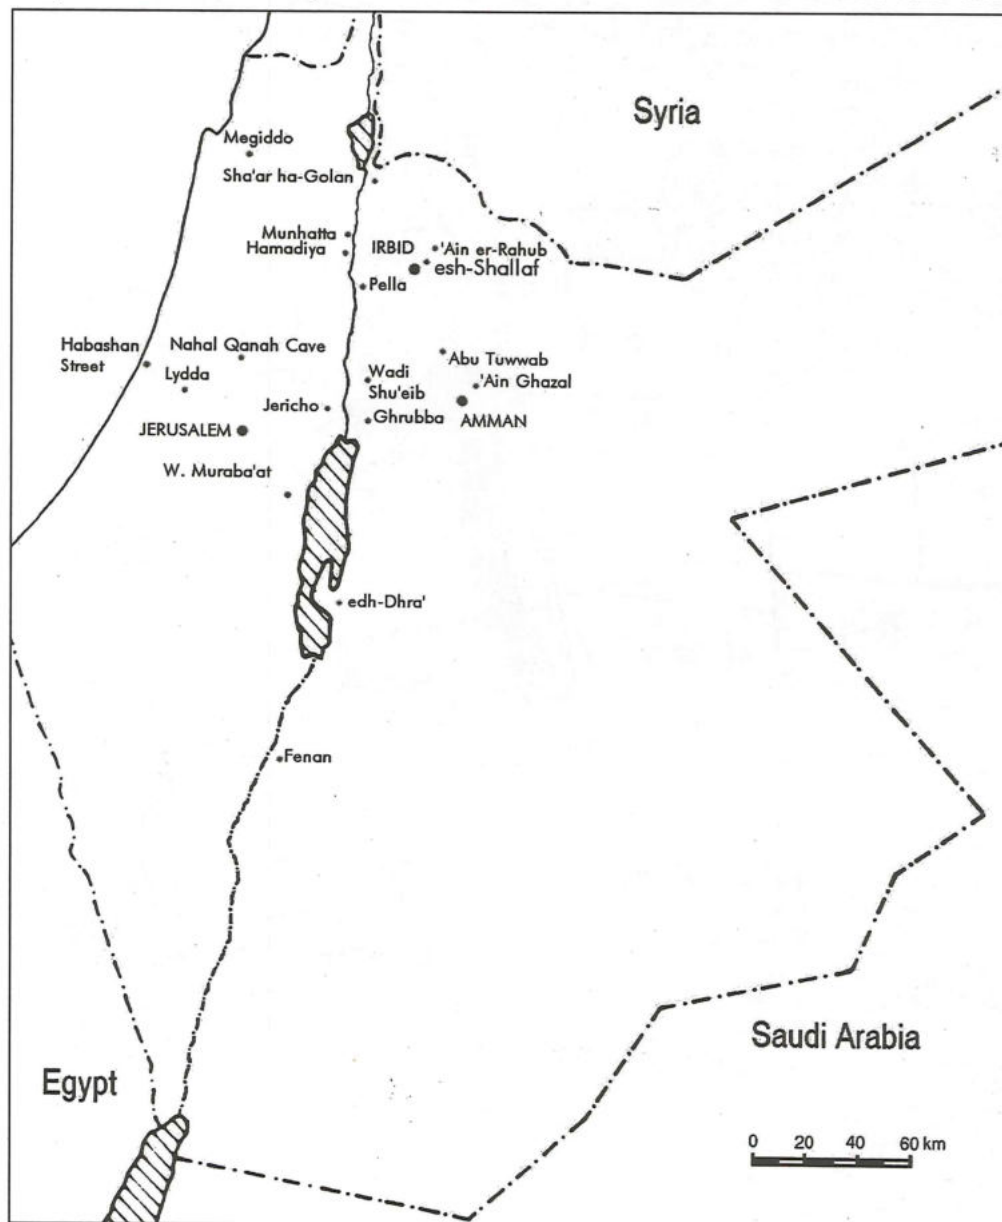 Syria
Megiddo
Sha'ar ha-Golan
Munhatta
Hamadiya
IRBID
'Ain er-Rahub
esh-Shallaf
Pella
Habashan
Street
Nahal Qanah Cave
Lydda
Abu Tuwwab
Wadi
Shu'eib
'Ain Ghazal
Jericho
Ghrubba
AMMAN
JERUSALEM
W. Muraba'at
edh-Dhra'
Fenan
Saudi Arabia
Egypt
0 20 40 60 km